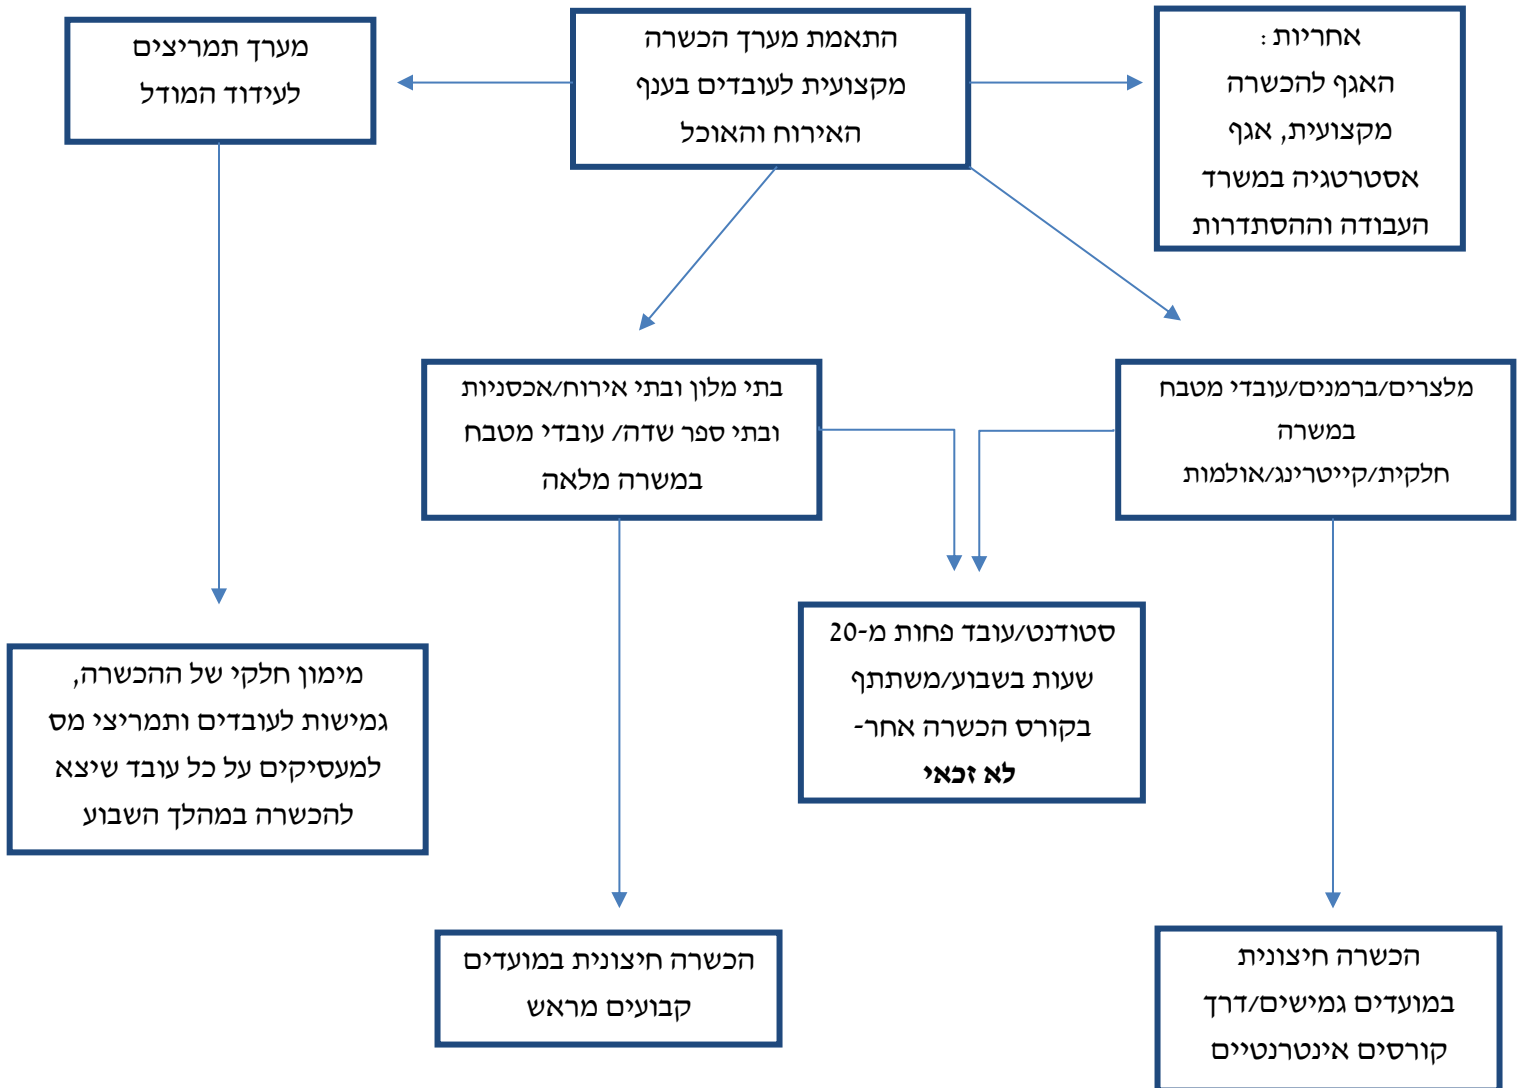 אחריות:
האגף להכשרה
מקצועית, אגף
אסטרטגיה במשרד
העבודה וההסתדרות
התאמת מערך הכשרה
מקצועית לעובדים בענף
האירוח והאוכל
מערך תמריצים
לעידוד המודל
מלצרים/ברמנים/עובדי מטבח
במשרה
חלקית/קייטרינג/אולמות
בתי מלון ובתי אירוח/אכסניות
ובתי ספר שדה/ עובדי מטבח
במשרה מלאה
סטודנט/עובד פחות מ-20
שעות בשבוע/משתתף
בקורס הכשרה אחר-
לא זכאי
מימון חלקי של ההכשרה,
גמישות לעובדים ותמריצי מס
למעסיקים על כל עובד שיצא
להכשרה במהלך השבוע
הכשרה חיצונית
במועדים גמישים/דרך
קורסים אינטרנטיים
הכשרה חיצונית במועדים
קבועים מראש